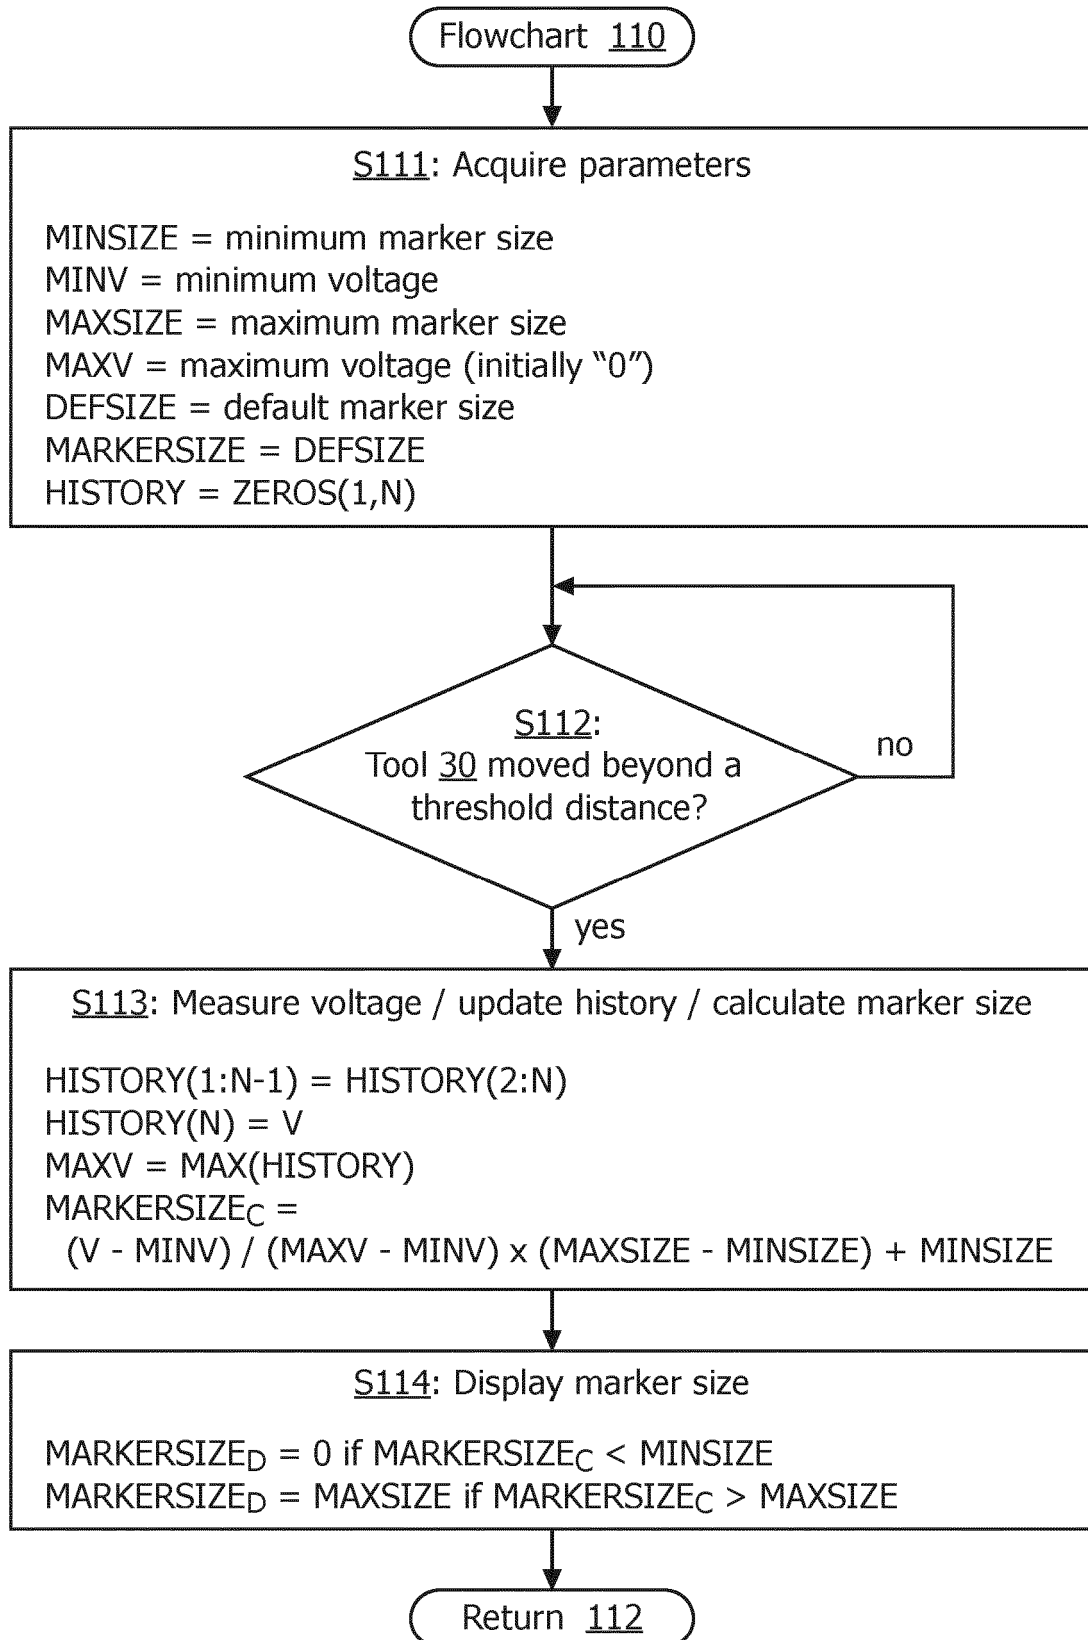 Flowchart 110
S111: Acquire parameters
MINSIZE = minimum marker size
MINV = minimum voltage
MAXSIZE = maximum marker size
MAXV = maximum voltage (initially “0”)
DEFSIZE = default marker size
MARKERSIZE = DEFSIZE
HISTORY = ZEROS(1,N)
S112:
Tool 30 moved beyond a
threshold distance?
no
yes
S113: Measure voltage / update history / calculate marker size
HISTORY(1:N-1) = HISTORY(2:N)
HISTORY(N) = V
MAXV = MAX(HISTORY)
MARKERSIZEC =
(V - MINV) / (MAXV - MINV) x (MAXSIZE - MINSIZE) + MINSIZE
S114: Display marker size
MARKERSIZED = 0 if MARKERSIZEC < MINSIZE
MARKERSIZED = MAXSIZE if MARKERSIZEC > MAXSIZE
Return 112